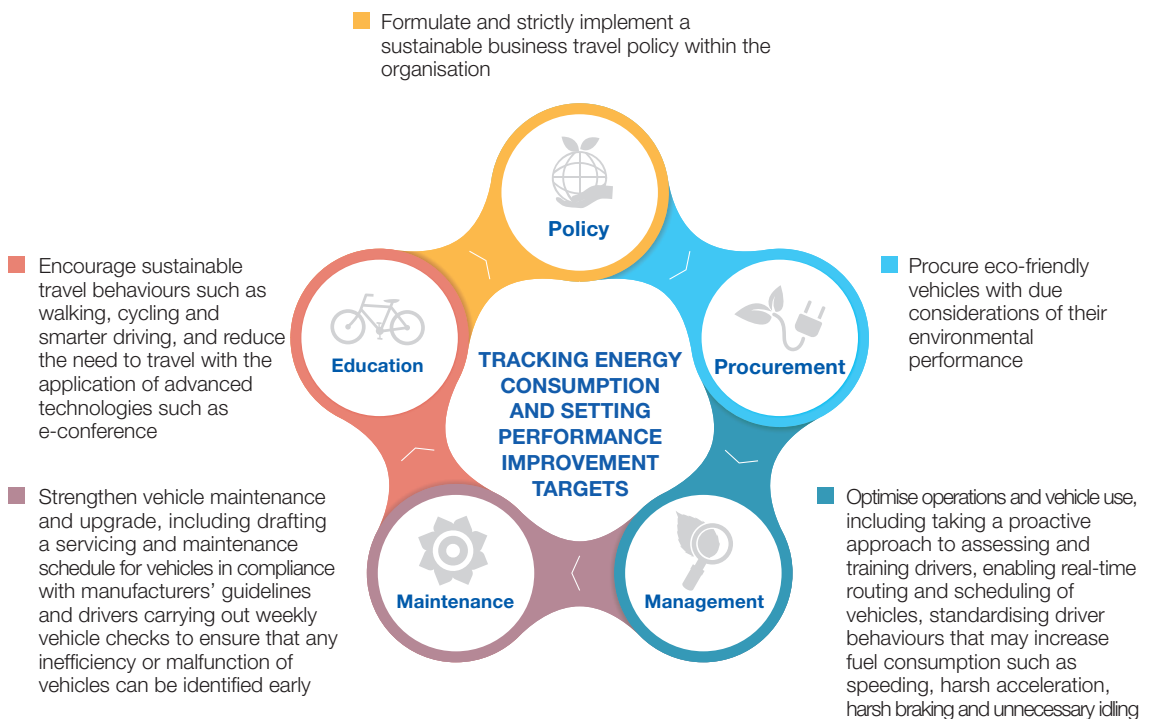 Formulate and strictly implement a
sustainable business travel policy within the
organisation
Policy
Encourage sustainable
travel behaviours such as
walking, cycling and
smarter driving, and reduce
the need to travel with the
application of advanced
technologies such as
e-conference
Education
TRACKING ENERGY
CONSUMPTION
AND SETTING
PERFORMANCE
IMPROVEMENT
TARGETS
Procurement
Procure eco-friendly
vehicles with due
considerations of their
environmental
performance
Strengthen vehicle maintenance
and upgrade, including drafting
a servicing and maintenance
schedule for vehicles in compliance
with manufacturers’ guidelines
and drivers carrying out weekly
vehicle checks to ensure that any
inefficiency or malfunction of
vehicles can be identified early
Maintenance
Management
Optimise operations and vehicle use,
including taking a proactive
approach to assessing and
training drivers, enabling real-time
routing and scheduling of
vehicles, standardising driver
behaviours that may increase
fuel consumption such as
speeding, harsh acceleration,
harsh braking and unnecessary idling